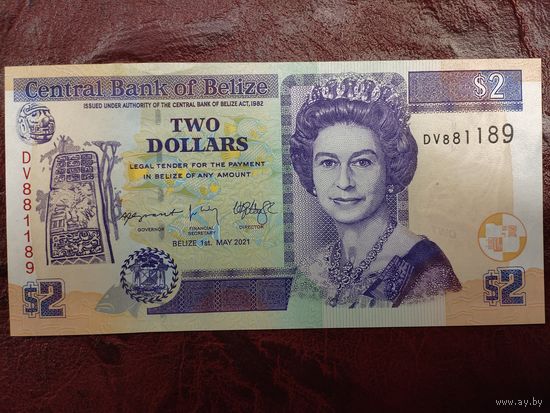 Central Bank of Belize
ISSUED UNDER AUTHORITY OF THE CENTRAL BANK OF BELIZE ACT, 1982
$2
TWO
DOLLARS
DV881189
LEGAL TENDER FOR THE PAYMENT
IN BELIZE OF ANY AMOUNT
DV881189
GOVERNOR
FINANCIAL
SECRETARY
DIRECTOR
BELIZE 1st. MAY 2021
$2
$2
www.ay.by